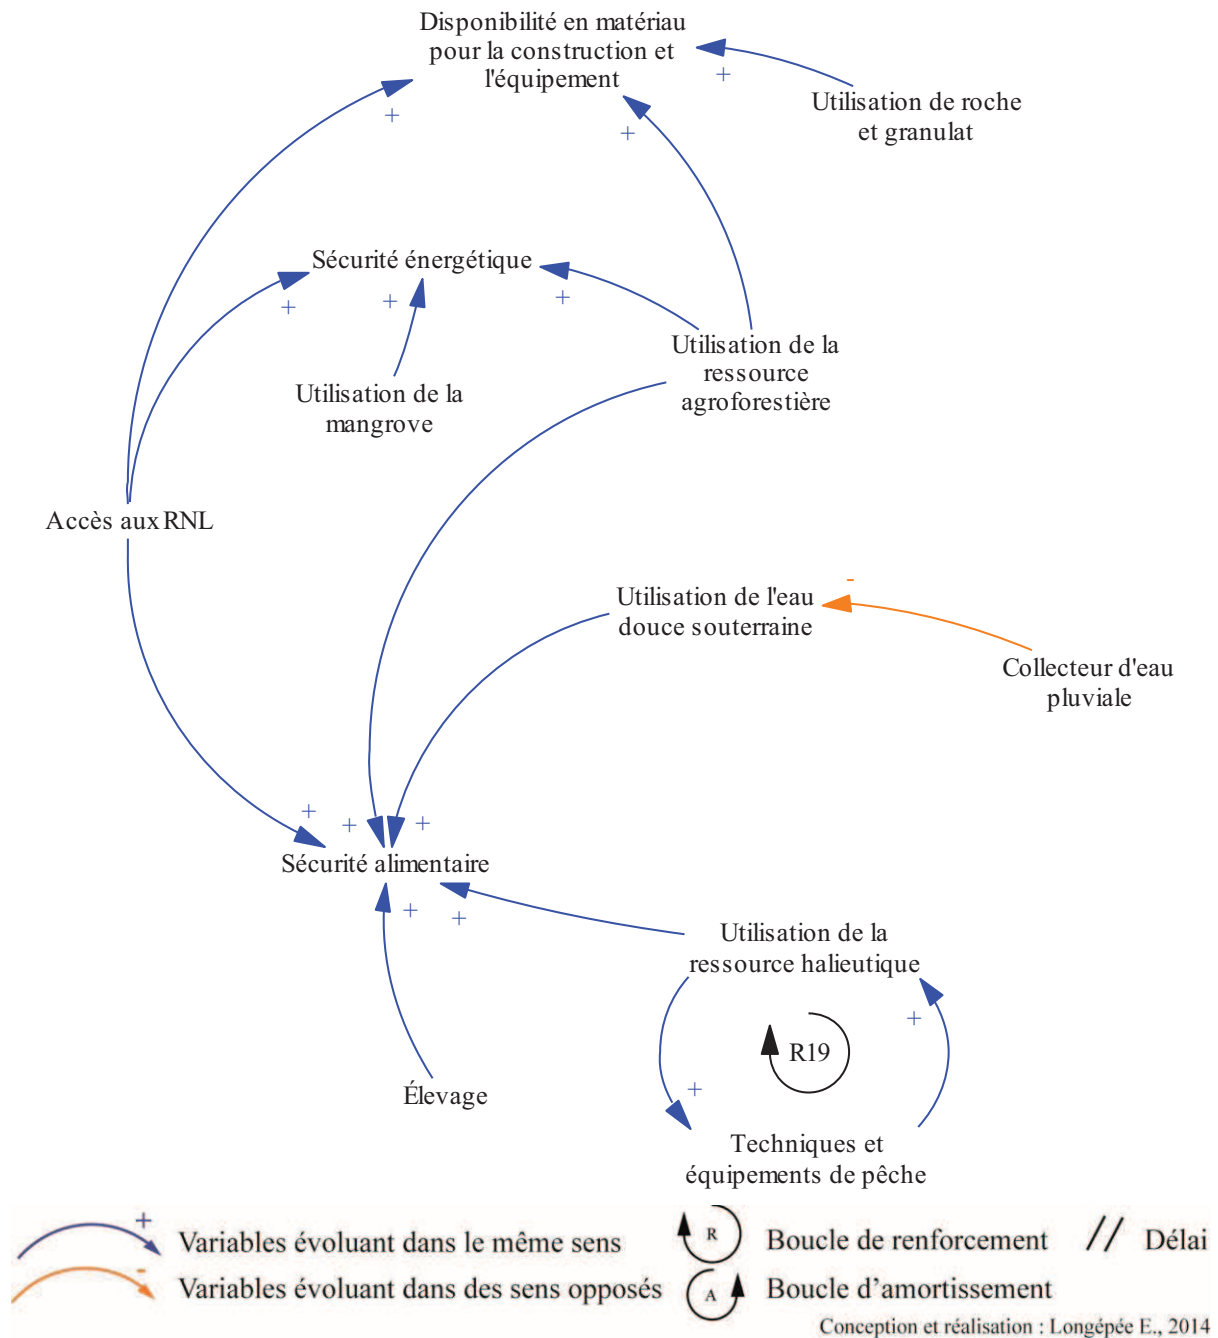 Disponibilité en matériau
pour la construction et
l'équipement
+
+
+
Utilisation de roche
et granulat
Sécurité énergétique
+
+
+
Utilisation de la
ressource
agroforestière
Utilisation de la
mangrove
Accès aux RNL
-
Utilisation de l'eau
douce souterraine
Collecteur d'eau
pluviale
+
+
+
Sécurité alimentaire
+
+
Utilisation de la
ressource halieutique
+
R19
+
Élevage
Techniques et
équipements de pêche
+
Variables évoluant dans le même sens
R
Boucle de renforcement
// Délai
-
Variables évoluant dans des sens opposés
A
Boucle d'amortissement
Conception et réalisation : Longépée E., 2014